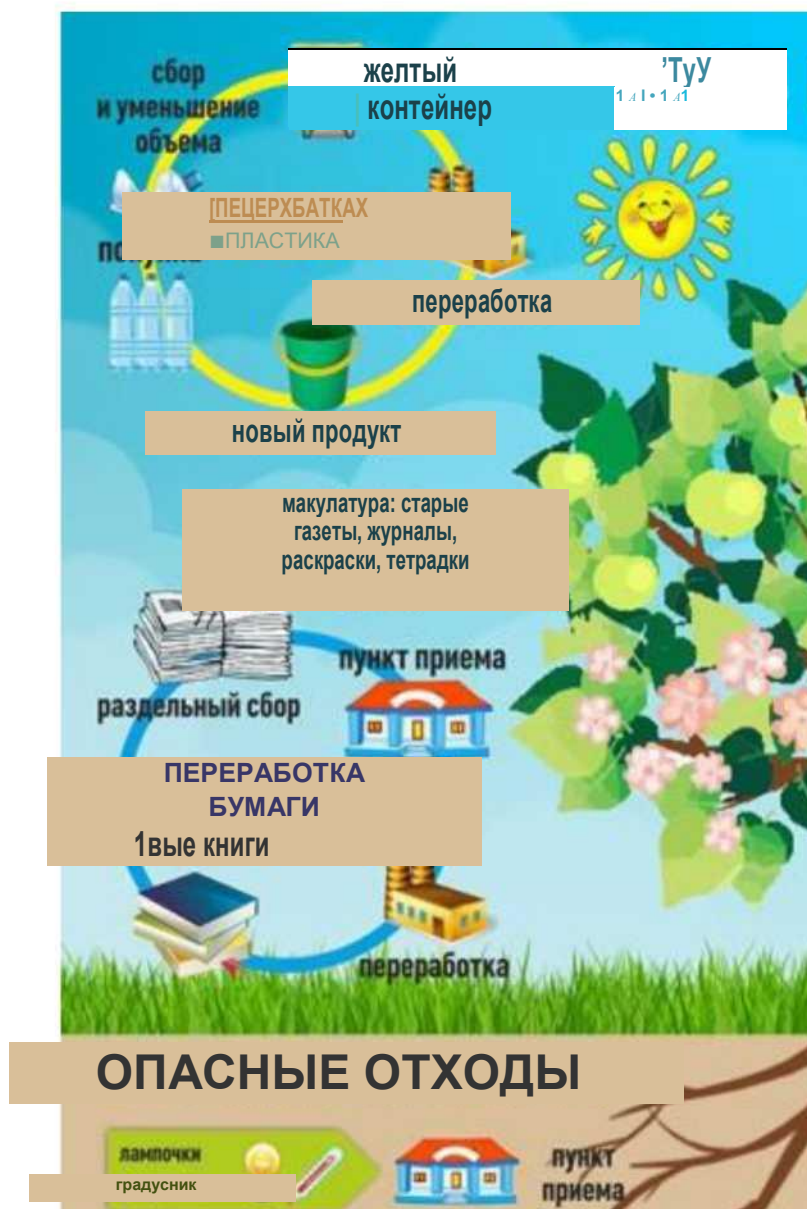 сбор
и уменьшение
объема
желтый
контейнер
’ТуУ
[ПЕЦЕРХБАТКАХ
■ПЛАСТИКА
переработка
новый продукт
макулатура: старые
газеты, журналы,
раскраски, тетрадки
пункт приема
раздельный сбор
ПЕРЕРАБОТКА
БУМАГИ
1вые книги
переработка
ОПАСНЫЕ ОТХОДЫ
лампочки
градусник
пункт
приема